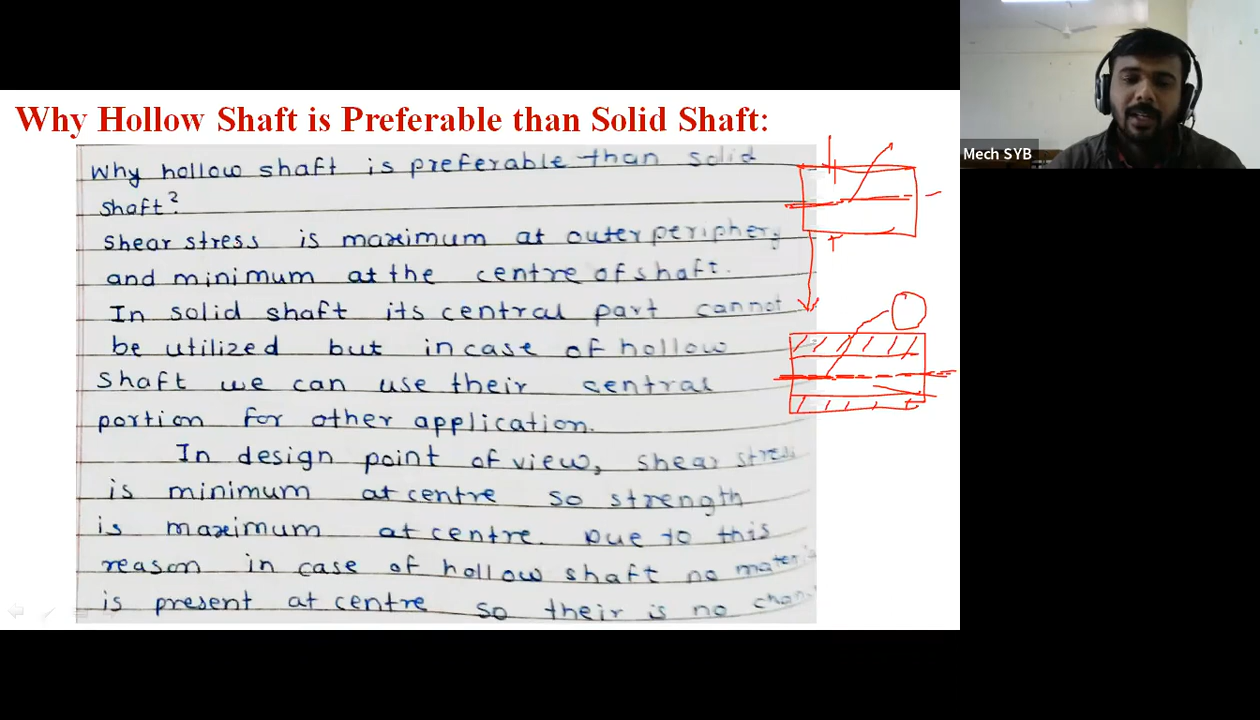 Why Hollow Shaft is Preferable than Solid Shaft:
Mech SYB
Why hollow shaft is preferable than solid
shaft?
Shear stress is maximum at outer periphery
and minimum at the centre of shaft.
In solid shaft its central part cannot
be utilized but in case of hollow
shaft we can use their central
portion for other application.
In design point of view, shear stress
is minimum at centre so strength
is maximum at centre. Due to this
reason in case of hollow shaft no
is present at centre so their is no